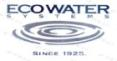 ECOWATER
SYSTEMS
SINCE 1925.